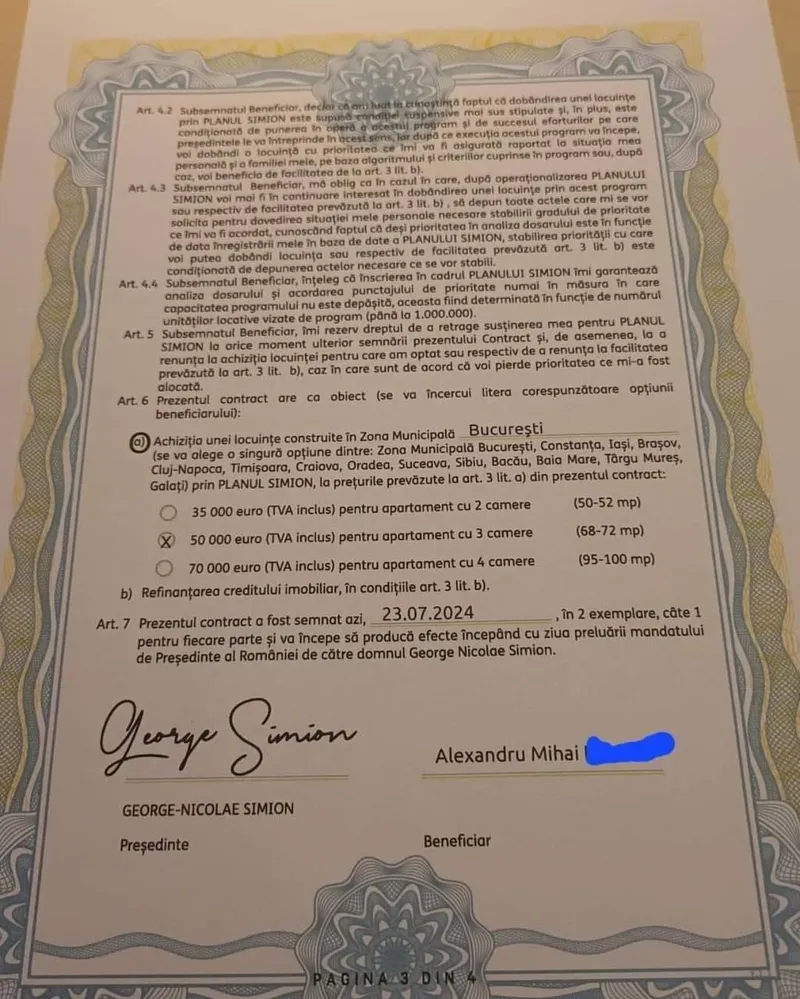 Art. 4.2 Subsemnatul Beneficiar, declar că am luat la cunoștință faptul că dobândirea unei locuințe
prin PLANUL SIMION este supusă condiției suspensive mai sus stipulate și, în plus, este
condiționată de punerea în operă a acestui program și de succesul eforturilor pe care
președintele le va întreprinde în acest sens, iar după ce execuția acestui program va începe,
voi dobândi o locuință cu prioritatea ce îmi va fi asigurată raportat la situația mea
personală și a familiei mele, pe baza algoritmului și criteriilor cuprinse în program sau, după
caz, voi beneficia de facilitatea de la art. 3 lit. b).
Art. 4.3 Subsemnatul Beneficiar, mă oblig ca în cazul în care, după operaționalizarea PLANULUI
SIMION voi mai fi în continuare interesat în dobândirea unei locuințe prin acest program
sau respectiv de facilitatea prevăzută la art. 3 lit. b) , să depun toate actele care mi se vor
solicita pentru dovedirea situației mele personale necesare stabilirii gradului de prioritate
ce îmi va fi acordat, cunoscând faptul că deși prioritatea în analiza dosarului este în funcție
de data înregistrării mele în baza de date a PLANULUI SIMION, stabilirea priorității cu care
voi putea dobândi locuința sau respectiv de facilitatea prevăzută art. 3 lit. b) este
condiționată de depunerea actelor necesare ce se vor stabili.
Art. 4.4 Subsemnatul Beneficiar, înțeleg că înscrierea în cadrul PLANULUI SIMION îmi garantează
analiza dosarului și acordarea punctajului de prioritate numai în măsura în care
capacitatea programului nu este depășită, aceasta fiind determinată în funcție de numărul
unităților locative vizate de program (până la 1.000.000).
Art. 5 Subsemnatul Beneficiar, îmi rezerv dreptul de a retrage susținerea mea pentru PLANUL
SIMION la orice moment ulterior semnării prezentului Contract și, de asemenea, la a
renunța la achiziția locuinței pentru care am optat sau respectiv de a renunța la facilitatea
prevăzută la art. 3 lit. b), caz în care sunt de acord că voi pierde prioritatea ce mi-a fost
alocată.
Art. 6 Prezentul contract are ca obiect (se va încercui litera corespunzătoare opțiunii
beneficiarului):
a) Achiziția unei locuințe construite în Zona Municipală București
(se va alege o singură opțiune dintre: Zona Municipală București, Constanța, Iași, Brașov,
Cluj-Napoca, Timișoara, Craiova, Oradea, Suceava, Sibiu, Bacău, Baia Mare, Târgu Mureș,
Galați) prin PLANUL SIMION, la prețurile prevăzute la art. 3 lit. a) din prezentul contract:
35 000 euro (TVA inclus) pentru apartament cu 2 camere (50-52 mp)
X 50 000 euro (TVA inclus) pentru apartament cu 3 camere (68-72 mp)
70 000 euro (TVA inclus) pentru apartament cu 4 camere (95-100 mp)
b) Refinanțarea creditului imobiliar, în condițiile art. 3 lit. b).
Art. 7 Prezentul contract a fost semnat azi, 23.07.2024 , în 2 exemplare, câte 1
pentru fiecare parte și va începe să producă efecte începând cu ziua preluării mandatului
de Președinte al României de către domnul George Nicolae Simion.
George Simion
Alexandru Mihai
GEORGE-NICOLAE SIMION
Președinte
Beneficiar
PAGINA 3 DIN 4